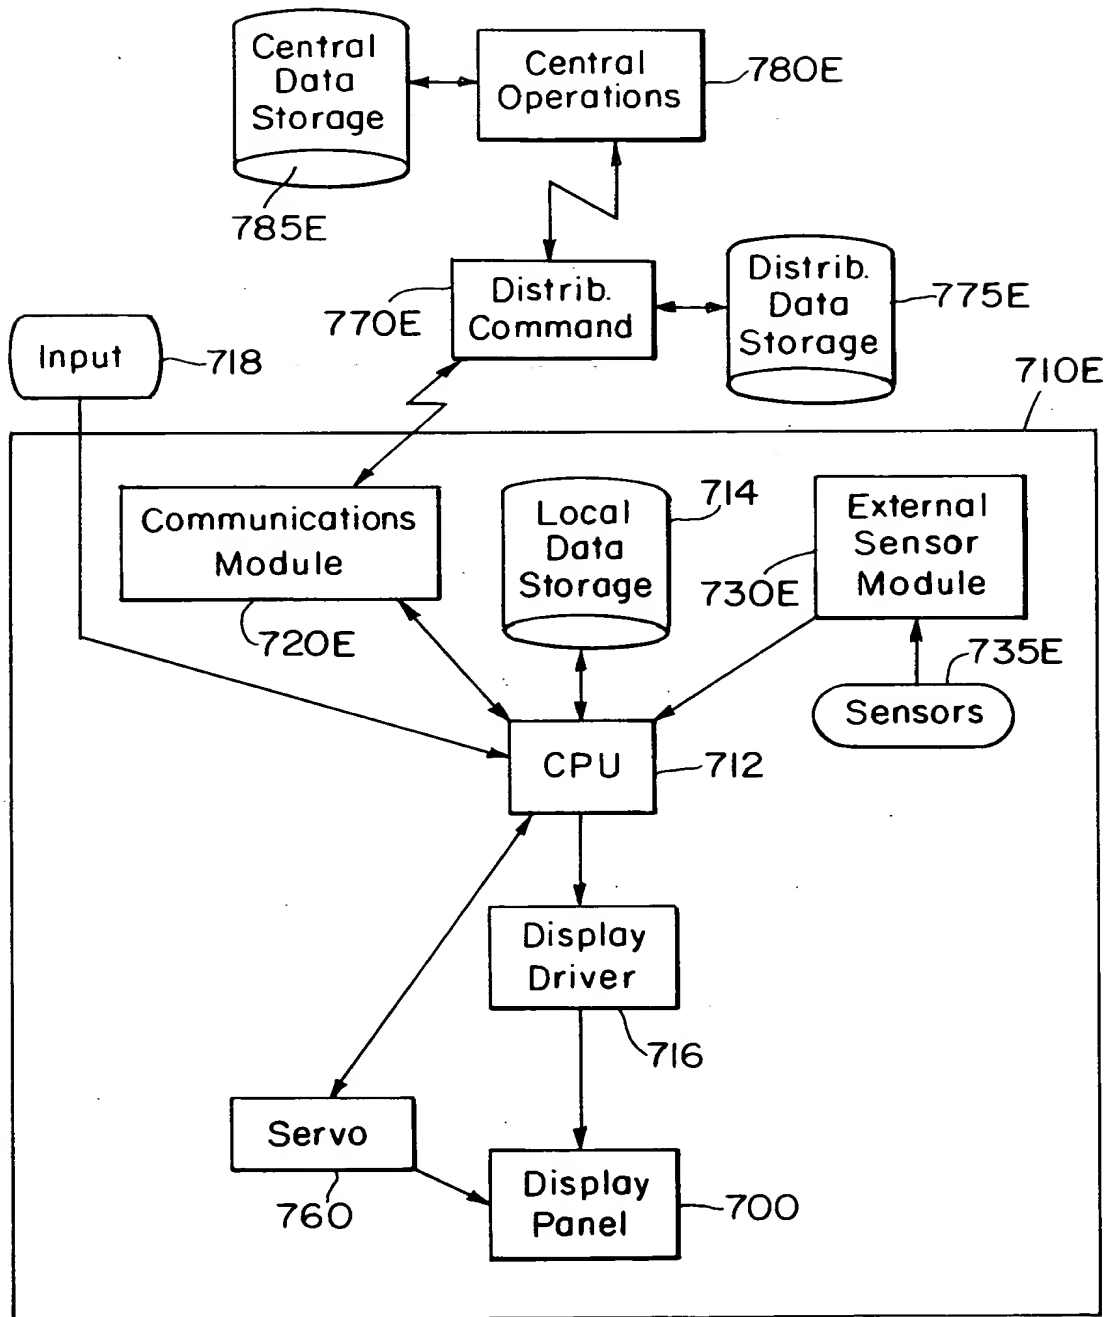 Central
Data
Storage
785E
Central
Operations
780E
Distrib.
Command
770E
Distrib.
Data
Storage
775E
Input
718
710E
Communications
Module
720E
Local
Data
Storage
714
External
Sensor
Module
730E
735E
Sensors
CPU
712
Display
Driver
716
Servo
760
Display
Panel
700